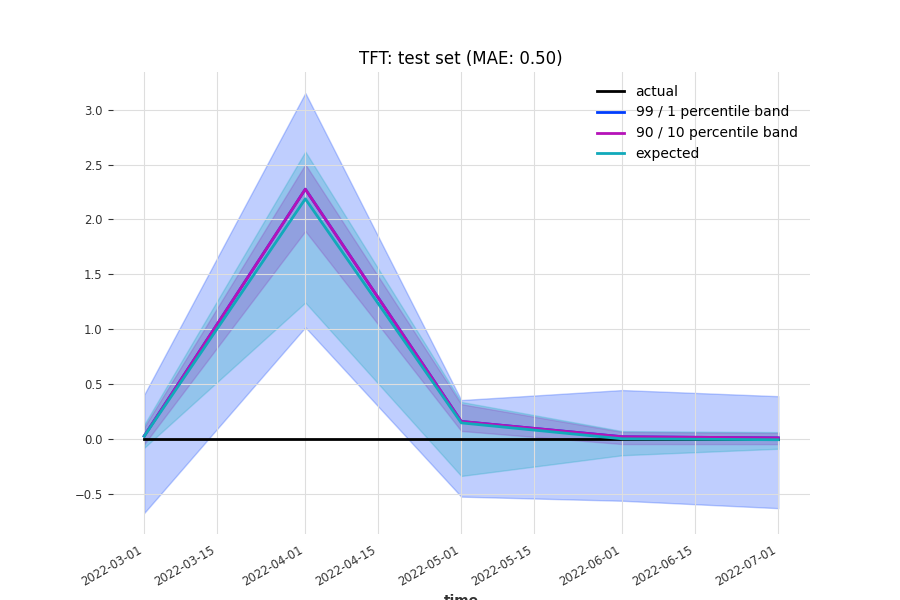 TFT: test set (MAE: 0.50)
actual
99 / 1 percentile band
90 / 10 percentile band
expected
3.0
2.5
2.0
1.5
1.0
0.5
0.0
−0.5
2022-03-01
2022-03-15
2022-04-01
2022-04-15
2022-05-01
2022-05-15
2022-06-01
2022-06-15
2022-07-01
time